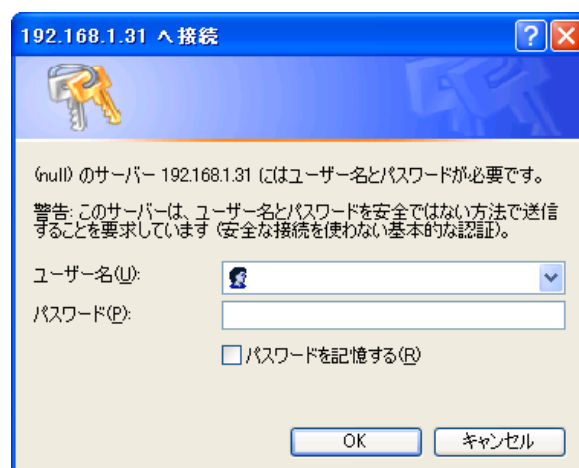 192.168.1.31 へ接続
(null) のサーバー 192.168.1.31 にはユーザー名とパスワードが必要です。
警告: このサーバーは、ユーザー名とパスワードを安全ではない方法で送信
することを要求しています (安全な接続を使わない基本的な認証)。
ユーザー名(U):
パスワード(P):
パスワードを記憶する(R)
OK キャンセル